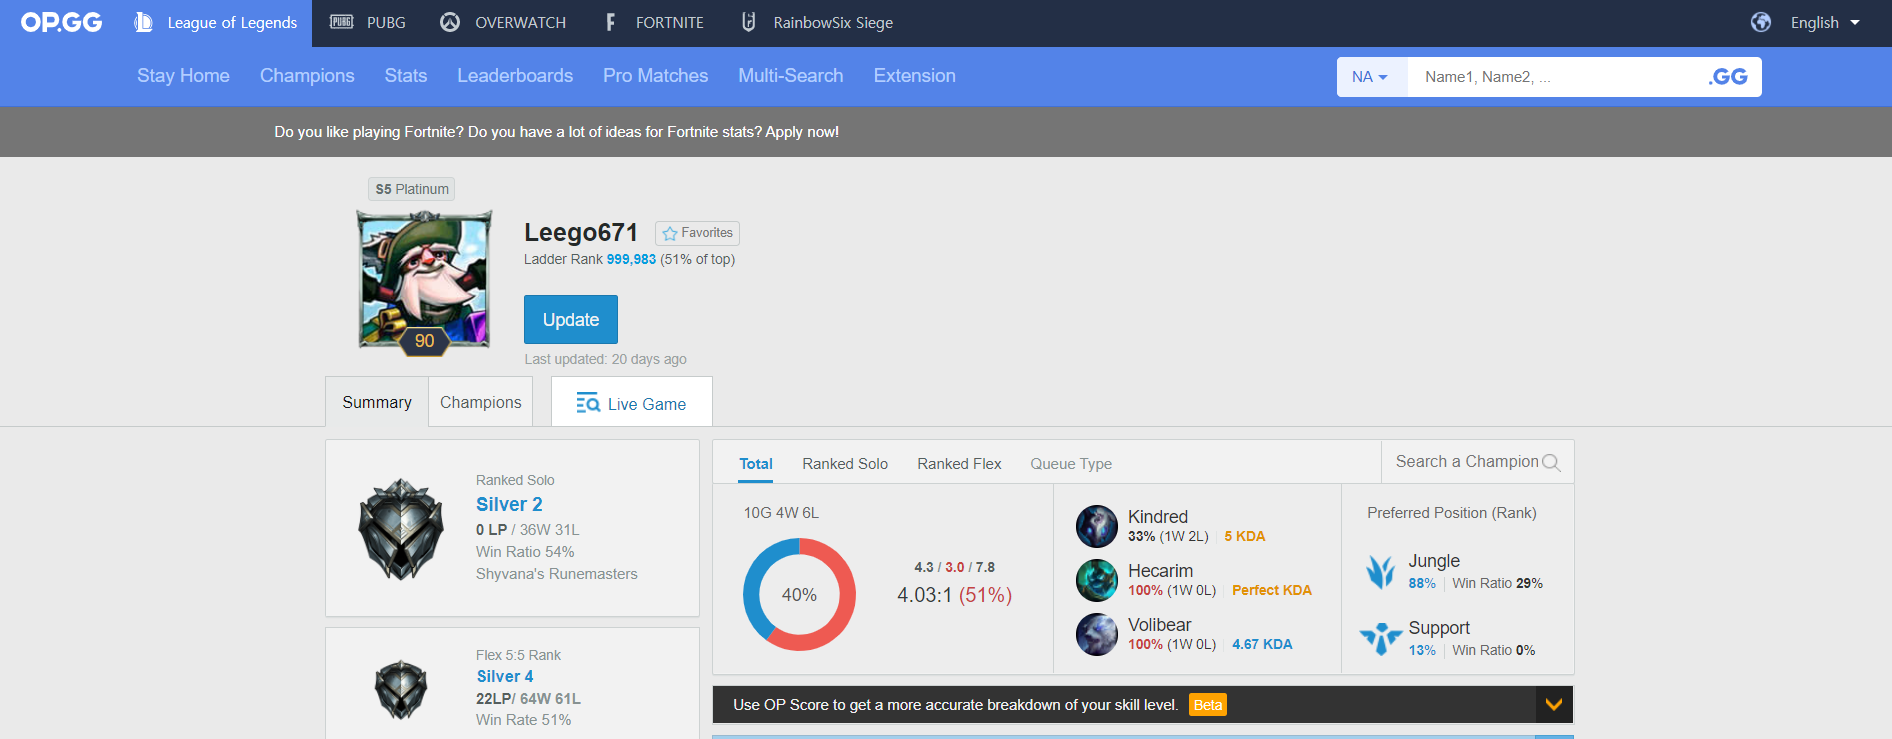 OP.GG League of Legends PUBG PUBG OVERWATCH FORTNITE RainbowSix Siege English
Stay Home Champions Stats Leaderboards Pro Matches Multi-Search Extension NA Name1, Name2, ... .GG
Do you like playing Fortnite? Do you have a lot of ideas for Fortnite stats? Apply now!
S5 Platinum
90
Leego671 Favorites
Ladder Rank 999,983 (51% of top)
Update
Last updated: 20 days ago
Summary Champions Live Game
Ranked Solo
Silver 2
0 LP / 36W 31L
Win Ratio 54%
Shyvana's Runemasters
Flex 5:5 Rank
Silver 4
22LP/ 64W 61L
Win Rate 51%
Total Ranked Solo Ranked Flex Queue Type Search a Champion
10G 4W 6L
40%
4.3 / 3.0 / 7.8
4.03:1 (51%)
Kindred
33% (1W 2L) 5 KDA
Hecarim
100% (1W 0L) Perfect KDA
Volibear
100% (1W 0L) 4.67 KDA
Preferred Position (Rank)
Jungle
88% Win Ratio 29%
Support
13% Win Ratio 0%
Use OP Score to get a more accurate breakdown of your skill level. Beta